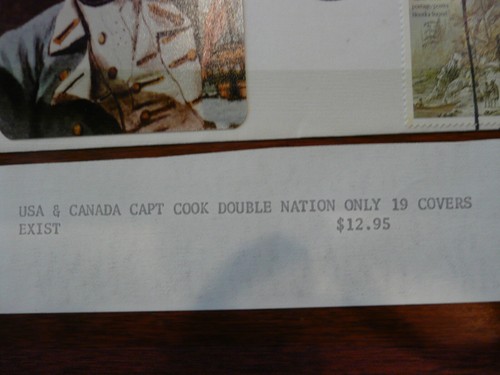 USA & CANADA CAPT COOK DOUBLE NATION ONLY 19 COVERS
EXIST $12.95